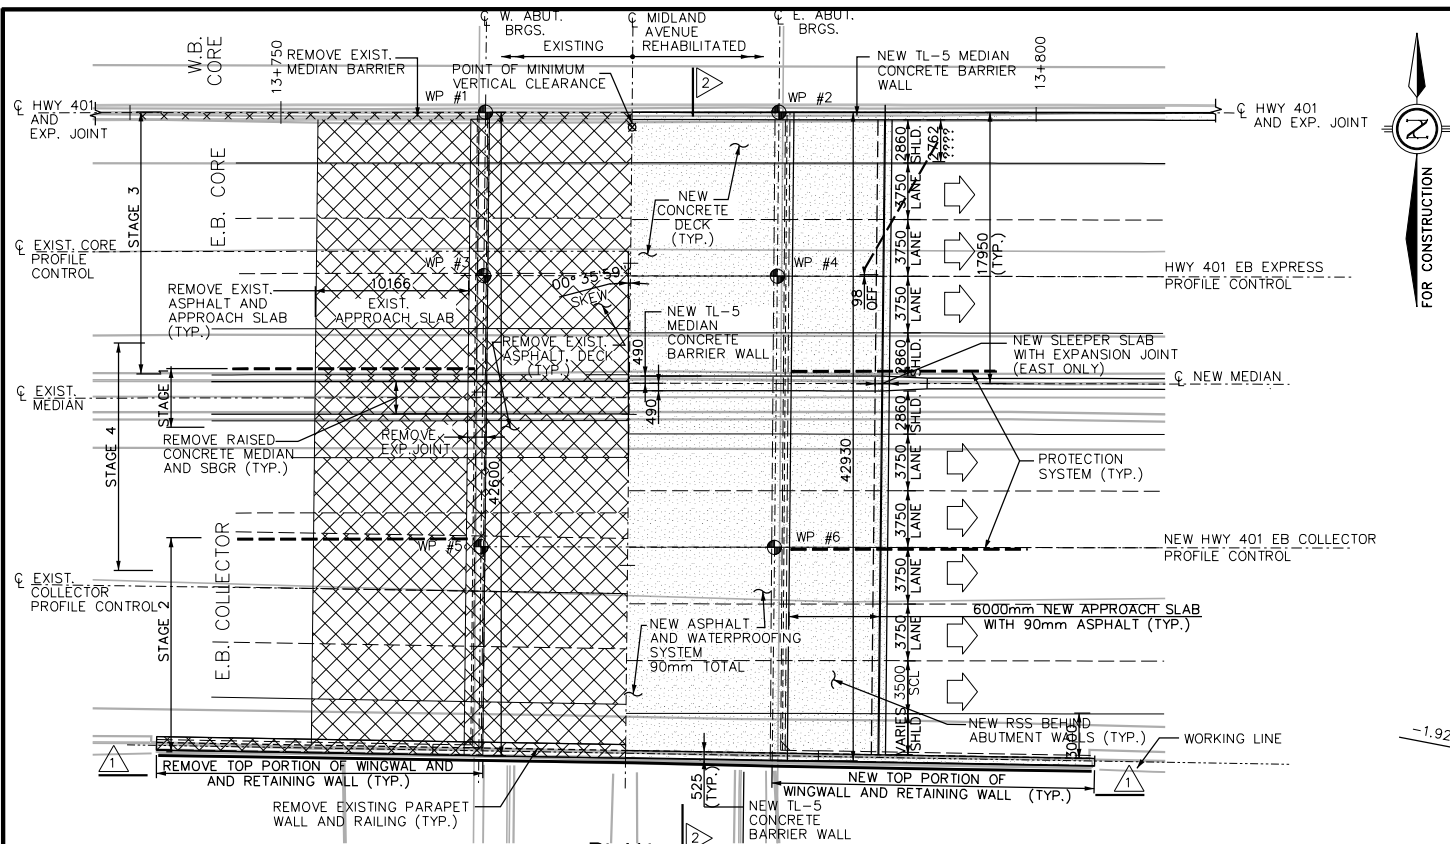 ℄ W. ABUT.
BRGS.
℄ MIDLAND
AVENUE
℄ E. ABUT.
BRGS.
EXISTING
REHABILITATED
W.B.
CORE
13+750
REMOVE EXIST.
MEDIAN BARRIER
POINT OF MINIMUM
VERTICAL CLEARANCE
2
NEW TL-5 MEDIAN
CONCRETE BARRIER
WALL
13+800
WP #1
WP #2
℄ HWY 401
AND
EXP. JOINT
℄ HWY 401
AND EXP. JOINT
N
FOR CONSTRUCTION
STAGE 3
E.B. CORE
2860
SHLD.
2762
????
3750
LANE
NEW
CONCRETE
DECK
(TYP.)
3750
LANE
17950
(TYP.)
℄ EXIST. CORE
PROFILE
CONTROL
WP #3
WP #4
HWY 401 EB EXPRESS
PROFILE CONTROL
REMOVE EXIST.
ASPHALT AND
APPROACH SLAB
(TYP.)
10166
EXIST.
APPROACH SLAB
00° 35'59"
SKEW
98
OFF
3750
LANE
NEW TL-5
MEDIAN
CONCRETE
BARRIER WALL
490
REMOVE EXIST.
ASPHALT, DECK
(TYP.)
2860
SHLD.
NEW SLEEPER SLAB
WITH EXPANSION JOINT
(EAST ONLY)
℄ NEW MEDIAN
℄ EXIST.
MEDIAN
STAGE
490
2860
SHLD.
STAGE 4
REMOVE RAISED
CONCRETE MEDIAN
AND SBGR (TYP.)
REMOVE
EXP.JOINT
42600
42930
3750
LANE
PROTECTION
SYSTEM (TYP.)
3750
LANE
WP #5
WP #6
NEW HWY 401 EB COLLECTOR
PROFILE CONTROL
E.B. COLLECTOR
℄ EXIST.
COLLECTOR
PROFILE CONTROL
STAGE 2
3750
LANE
6000mm NEW APPROACH SLAB
WITH 90mm ASPHALT (TYP.)
NEW ASPHALT
AND WATERPROOFING
SYSTEM
90mm TOTAL
3750
LANE
3500
SCL
VARIES
SHLD.
NEW RSS BEHIND
ABUTMENT WALLS (TYP.)
3000
WORKING LINE
-1.92
1
REMOVE TOP PORTION OF WINGWAL AND
AND RETAINING WALL (TYP.)
525
(TYP.)
NEW TOP PORTION OF
WINGWALL AND RETAINING WALL (TYP.)
1
REMOVE EXISTING PARAPET
WALL AND RAILING (TYP.)
NEW TL-5
CONCRETE
BARRIER WALL
2